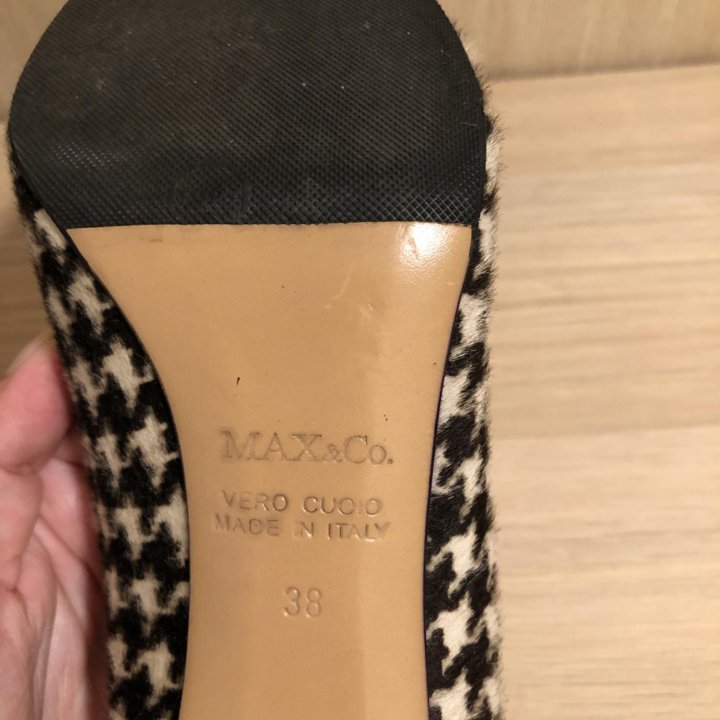 MAX&Co.
VERO CUOIO
MADE IN ITALY
38